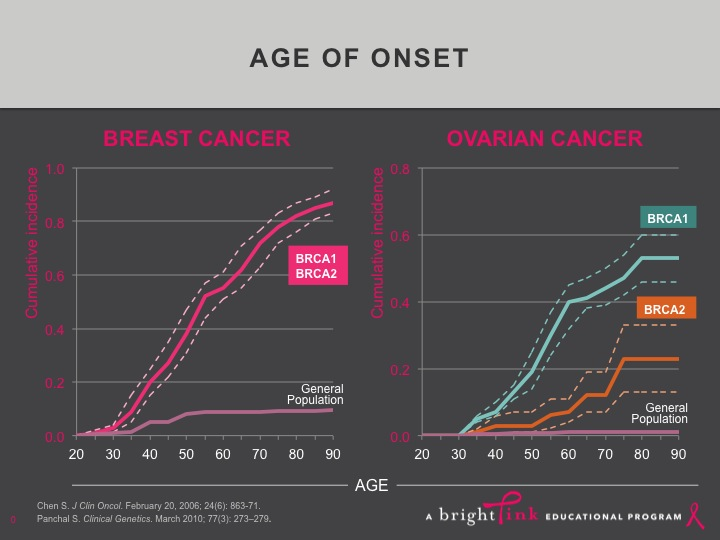 AGE OF ONSET
BREAST CANCER
Cumulative incidence
1.0
0.8
0.6
0.4
0.2
0.0
BRCA1
BRCA2
General
Population
20 30 40 50 60 70 80 90
OVARIAN CANCER
Cumulative incidence
0.8
0.6
0.4
0.2
0.0
BRCA1
BRCA2
General
Population
20 30 40 50 60 70 80 90
AGE
Chen S. J Clin Oncol. February 20, 2006; 24(6): 863-71.
0 Panchal S. Clinical Genetics. March 2010; 77(3): 273–279.
A bright pink EDUCATIONAL PROGRAM